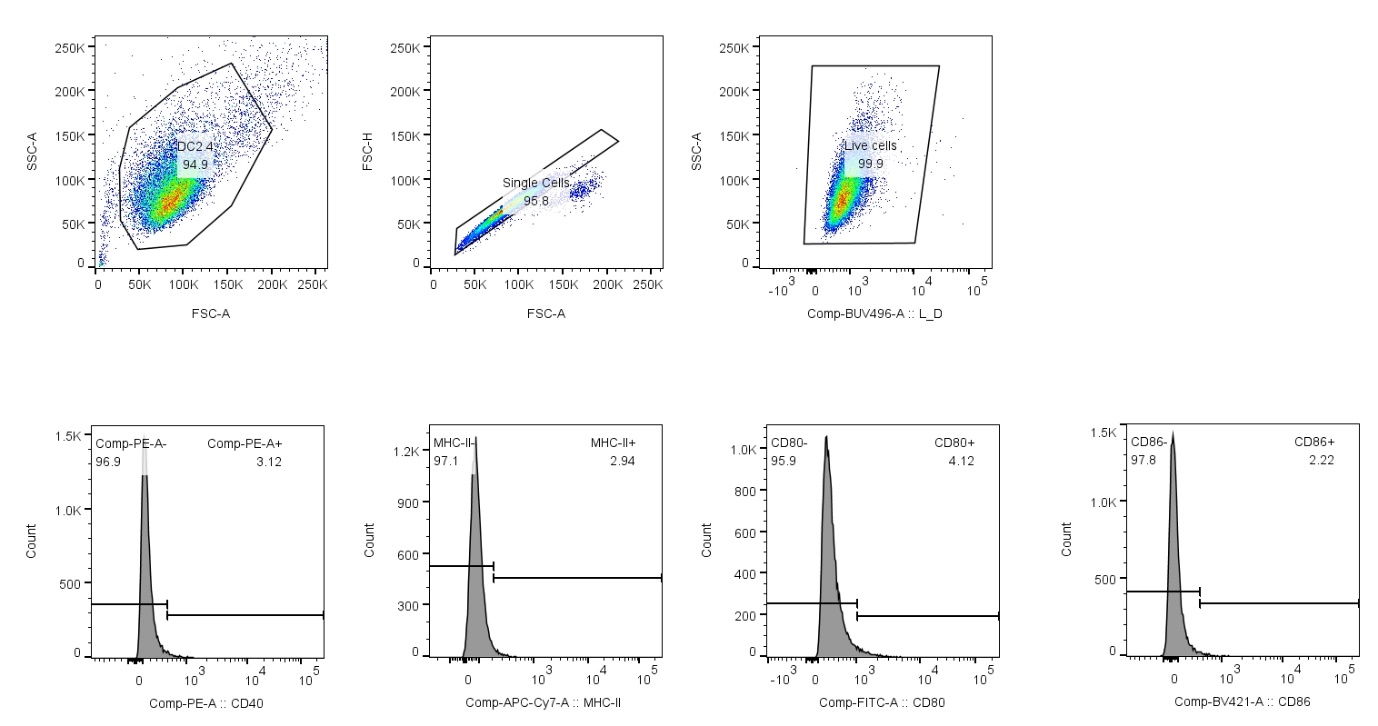 250K
200K
150K
100K
50K
0
SSC-A
DC2.4
94.9
0 50K 100K 150K 200K 250K
FSC-A
250K
200K
150K
100K
50K
0
FSC-H
Single Cells
95.8
0 50K 100K 150K 200K 250K
FSC-A
250K
200K
150K
100K
50K
0
SSC-A
Live cells
99.9
-10^3 0 10^3 10^4 10^5
Comp-BUV496-A :: L_D
1.5K
1.0K
500
0
Count
Comp-PE-A- Comp-PE-A+
96.9 3.12
0 10^3 10^4 10^5
Comp-PE-A :: CD40
1.2K
900
600
300
0
Count
MHC-II- MHC-II+
97.1 2.94
0 10^3 10^4 10^5
Comp-APC-Cy7-A :: MHC-II
1.0K
800
600
400
200
0
Count
CD80- CD80+
95.9 4.12
-10^3 0 10^3 10^4 10^5
Comp-FITC-A :: CD80
1.5K
1.0K
500
0
Count
CD86- CD86+
97.8 2.22
0 10^3 10^4 10^5
Comp-BV421-A :: CD86